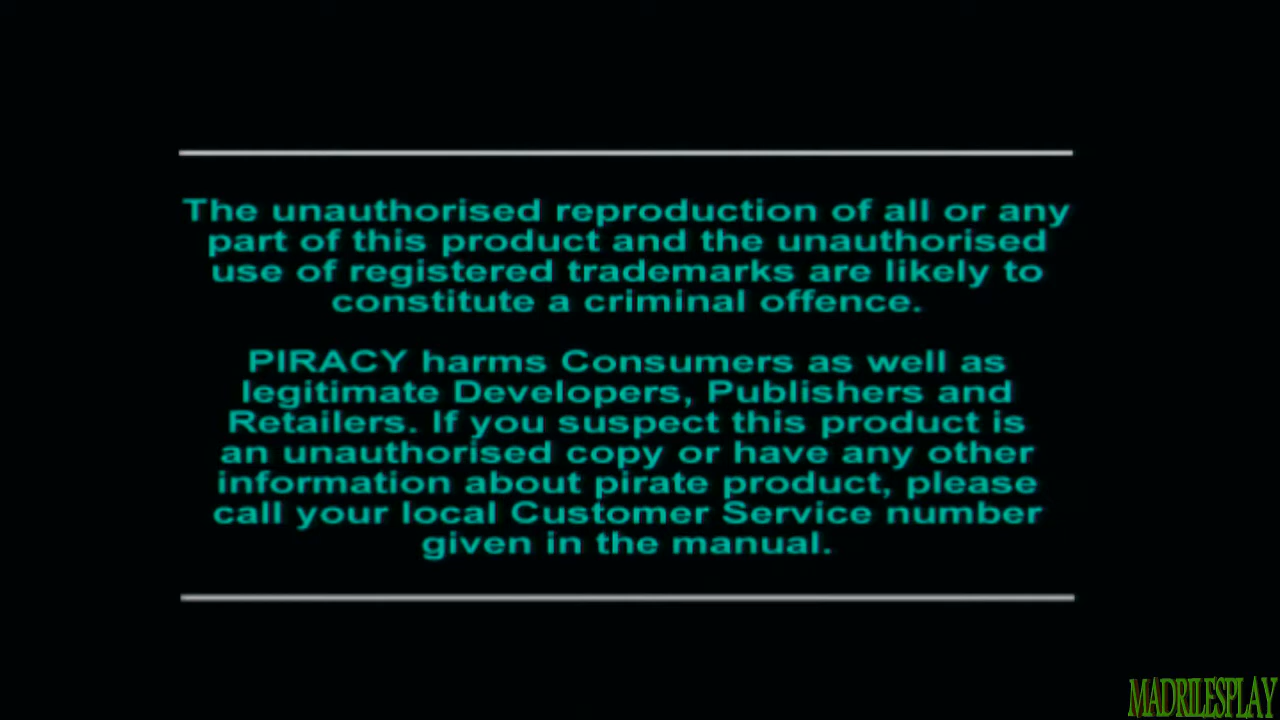 The unauthorised reproduction of all or any
part of this product and the unauthorised
use of registered trademarks are likely to
constitute a criminal offence.
PIRACY harms Consumers as well as
legitimate Developers, Publishers and
Retailers. If you suspect this product is
an unauthorised copy or have any other
information about pirate product, please
call your local Customer Service number
given in the manual.
MADRILESPLAY